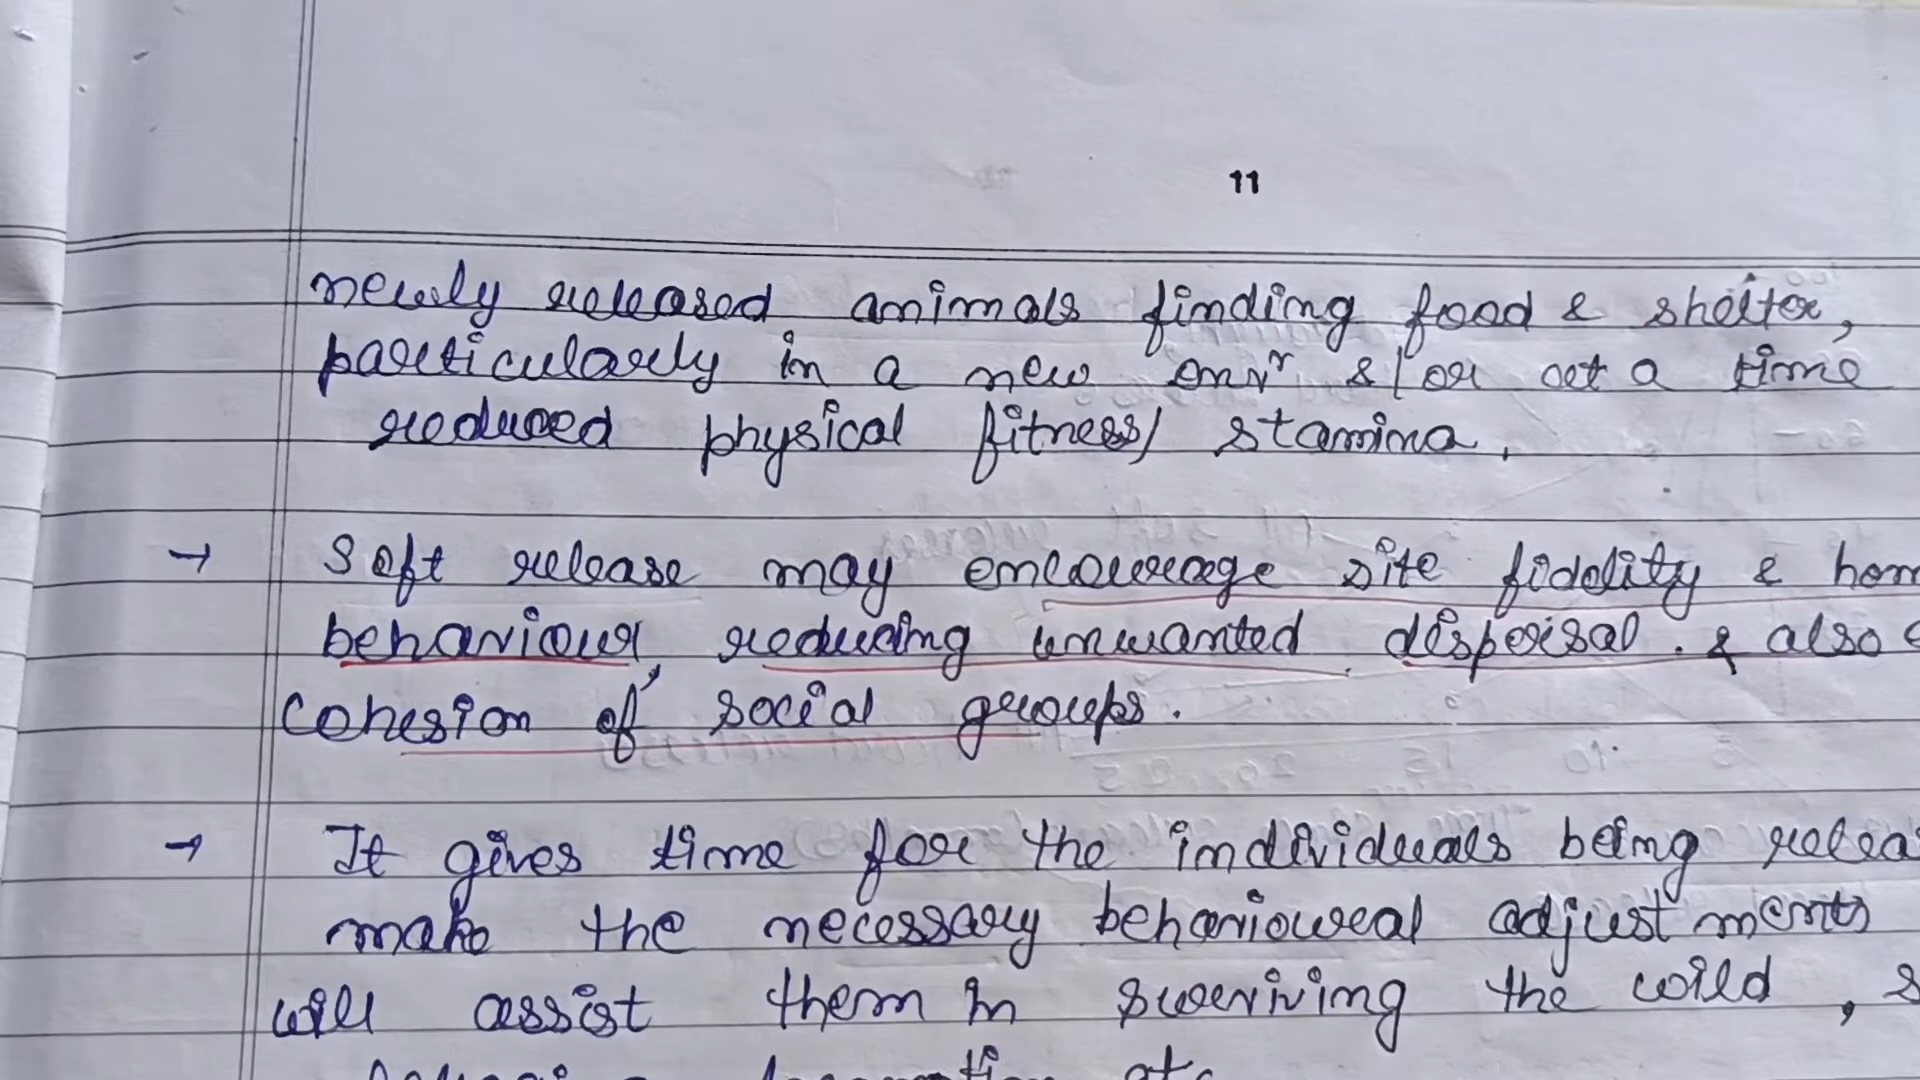 11
newly released animals finding food & shelter,
particularly in a new envr &/or at a time
reduced physical fitness/ stamina.
→ Soft release may encourage site fidelity &
behaviour, reducing unwanted dispersal. & also
cohesion of social groups.
→ It gives time for the individuals being
make the necessary behavioural adjustments
will assist them in surviving the wild,